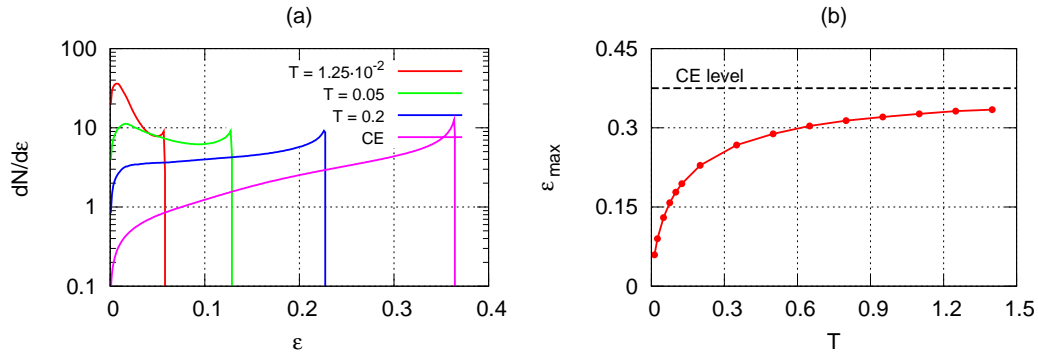 (a)
100
10
1
0.1
dN/dε
0
0.1
0.2
0.3
0.4
ε
T = 1.25·10⁻²
T = 0.05
T = 0.2
CE
(b)
0.45
0.3
0.15
0
ε_max
0
0.3
0.6
0.9
1.2
1.5
T
CE level